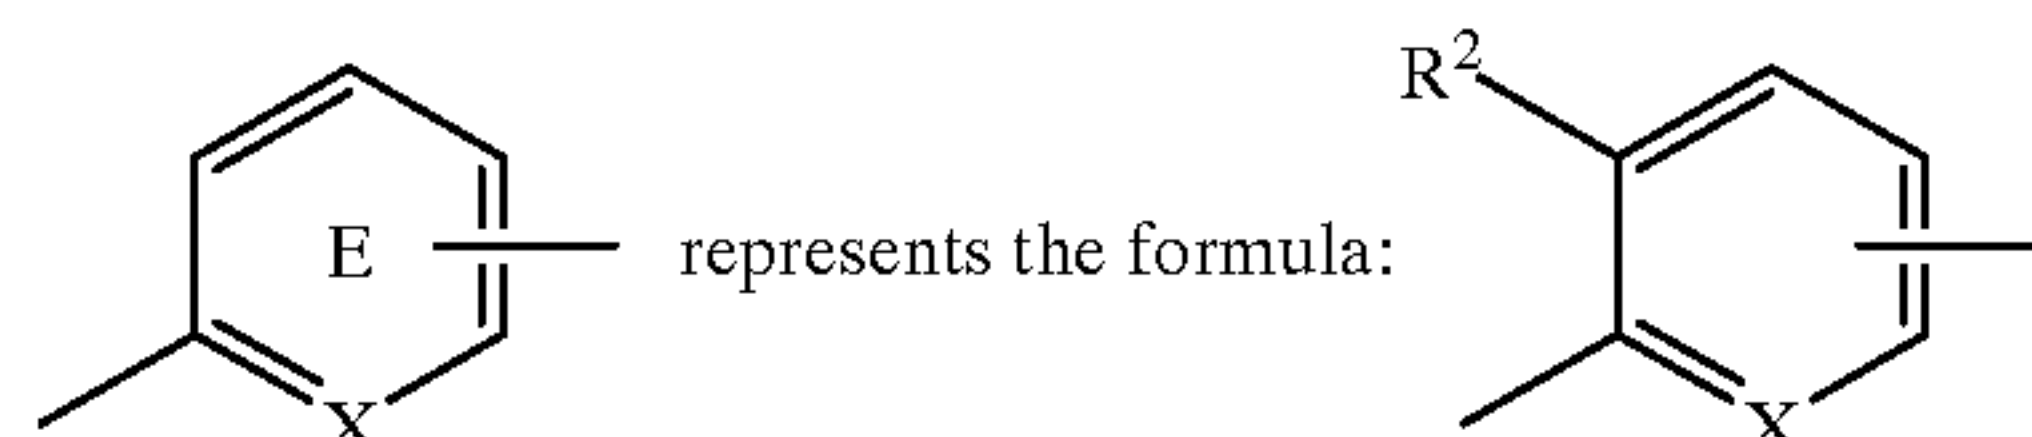 R²
E represents the formula:
X X